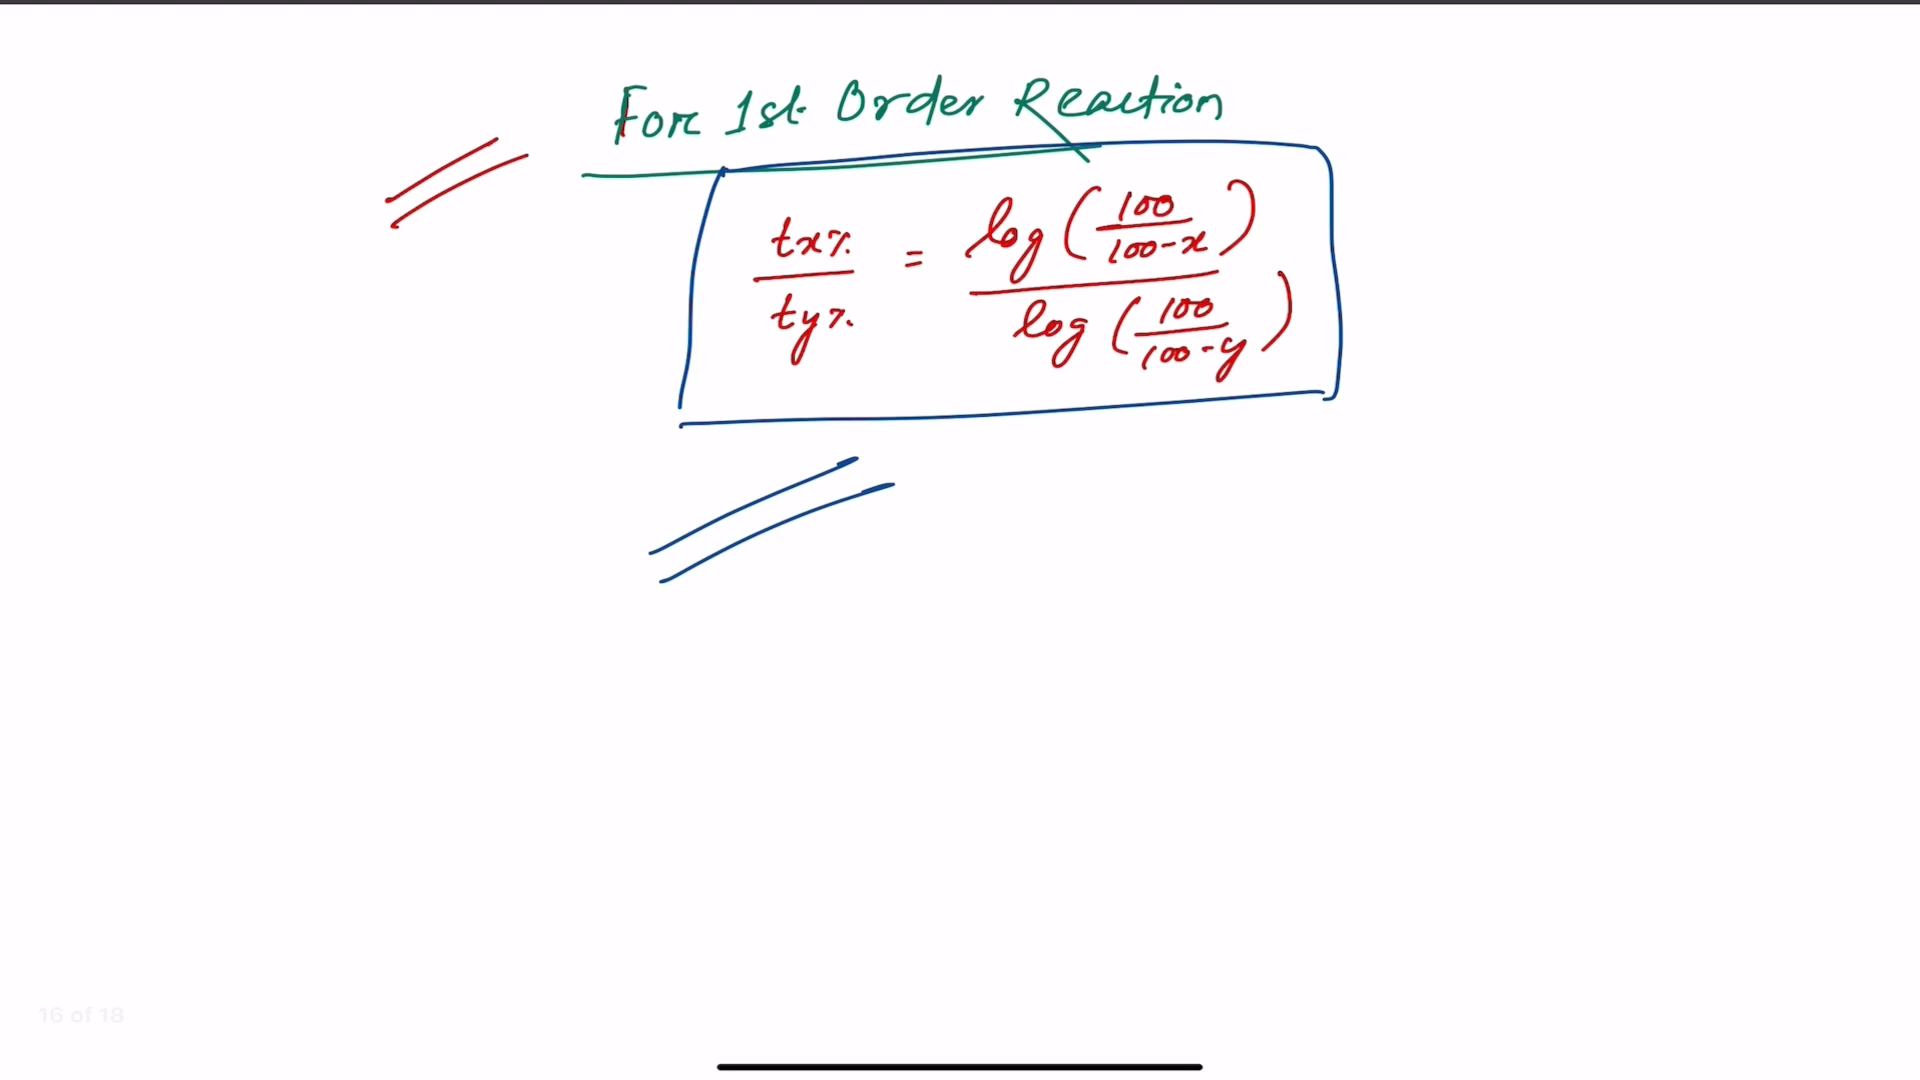 For 1st Order Reaction
tx% / ty% = log (100 / 100-x) / log (100 / 100-y)
16 of 18